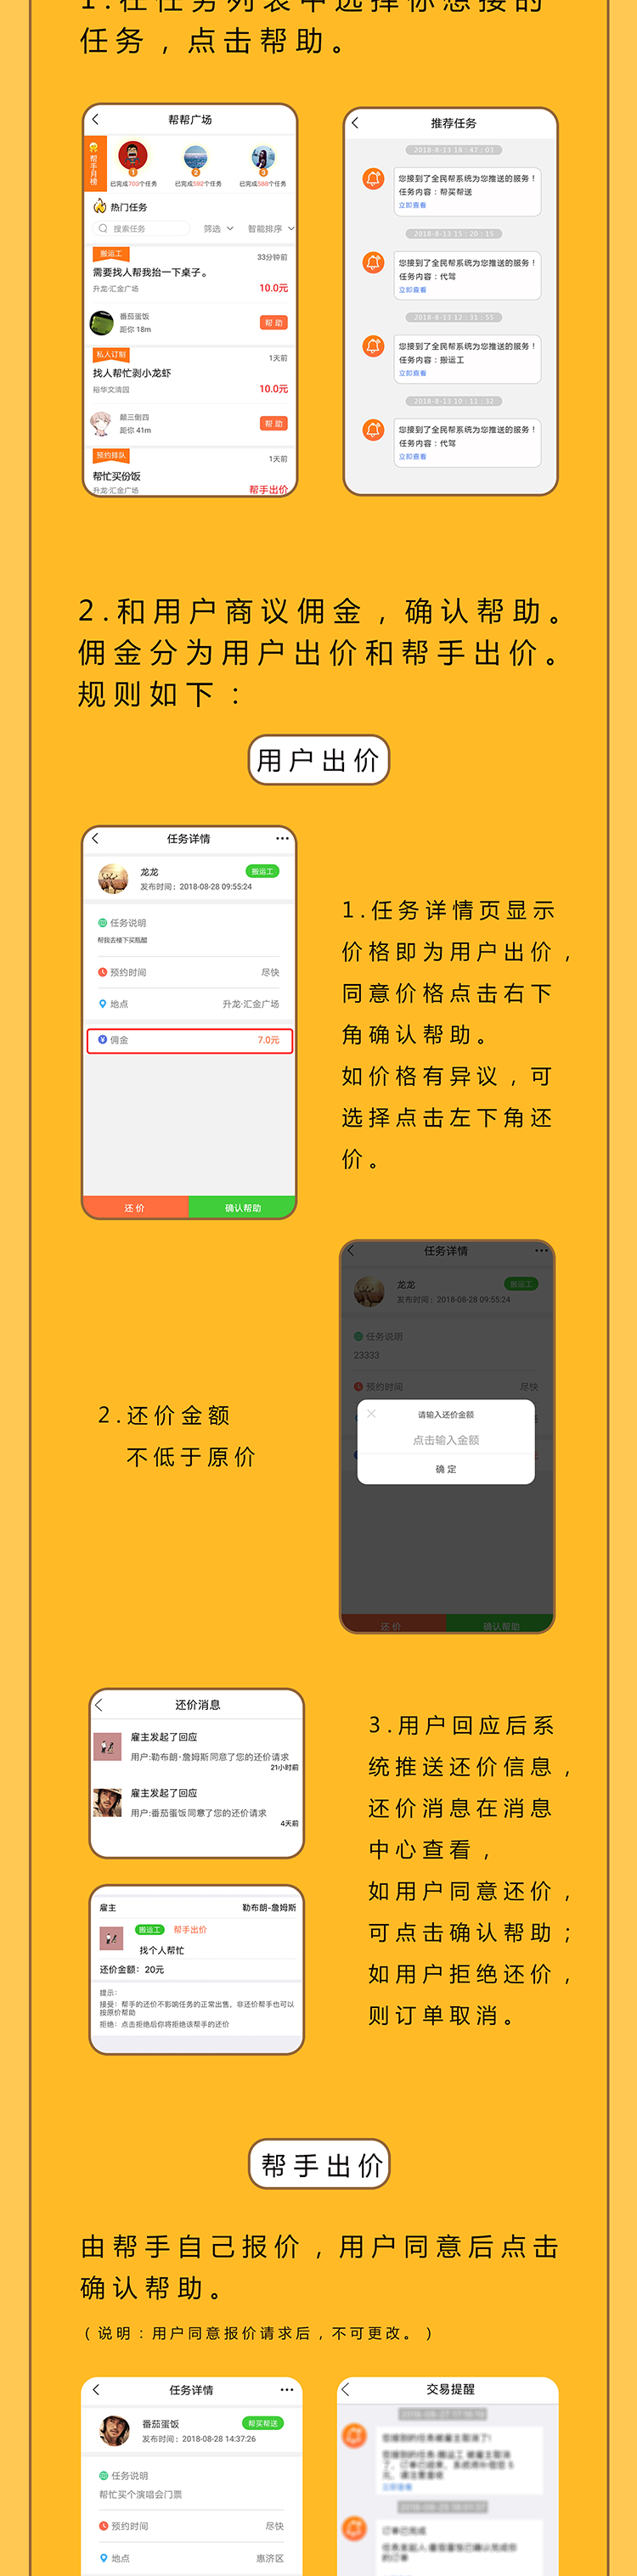 1.在任务列表中选择你想接的
任务，点击帮助。
帮帮广场
帮手月榜
1
2
3
已完成700个任务
已完成592个任务
已完成588个任务
热门任务
搜索任务
筛选
智能排序
搬运工
33分钟前
需要找人帮我抬一下桌子。
升龙·汇金广场
10.0元
番茄蛋饭
距你 18m
帮 助
私人订制
1天前
找人帮忙剥小龙虾
裕华文清园
10.0元
颠三倒四
距你 41m
帮 助
预约排队
1天前
帮忙买份饭
升龙·汇金广场
帮手出价
推荐任务
2018-8-13 18：47：03
您接到了全民帮系统为您推送的服务！
任务内容：帮买帮送
立即查看
2018-8-13 15：20：15
您接到了全民帮系统为您推送的服务！
任务内容：代驾
立即查看
2018-8-13 12：31：55
您接到了全民帮系统为您推送的服务！
任务内容：搬运工
立即查看
2018-8-13 10：11：32
您接到了全民帮系统为您推送的服务！
任务内容：代驾
立即查看
2.和用户商议佣金，确认帮助。
佣金分为用户出价和帮手出价。
规则如下：
用户出价
任务详情
龙龙
搬运工
发布时间：2018-08-28 09:55:24
任务说明
帮我去楼下买瓶醋
预约时间
尽快
地点
升龙·汇金广场
佣金
7.0元
还 价
确认帮助
1.任务详情页显示
价格即为用户出价，
同意价格点击右下
角确认帮助。
如价格有异议，可
选择点击左下角还
价。
任务详情
龙龙
搬运工
发布时间：2018-08-28 09:55:24
任务说明
23333
预约时间
尽快
请输入还价金额
点击输入金额
确 定
还 价
确认帮助
2.还价金额
不低于原价
还价消息
雇主发起了回应
用户:勒布朗·詹姆斯同意了您的还价请求
21小时前
雇主发起了回应
用户:番茄蛋饭同意了您的还价请求
4天前
雇主
勒布朗-詹姆斯
搬运工
帮手出价
找个人帮忙
还价金额：20元
提示：
接受：帮手的还价不影响任务的正常出售，非还价帮手也可以
按原价帮助
拒绝：点击拒绝后你将拒绝该帮手的还价
3.用户回应后系
统推送还价信息，
还价消息在消息
中心查看，
如用户同意还价，
可点击确认帮助；
如用户拒绝还价，
则订单取消。
帮手出价
由帮手自己报价，用户同意后点击
确认帮助。
（说明：用户同意报价请求后，不可更改。）
任务详情
番茄蛋饭
帮买帮送
发布时间：2018-08-28 14:37:26
任务说明
帮忙买个演唱会门票
预约时间
尽快
地点
惠济区
交易提醒